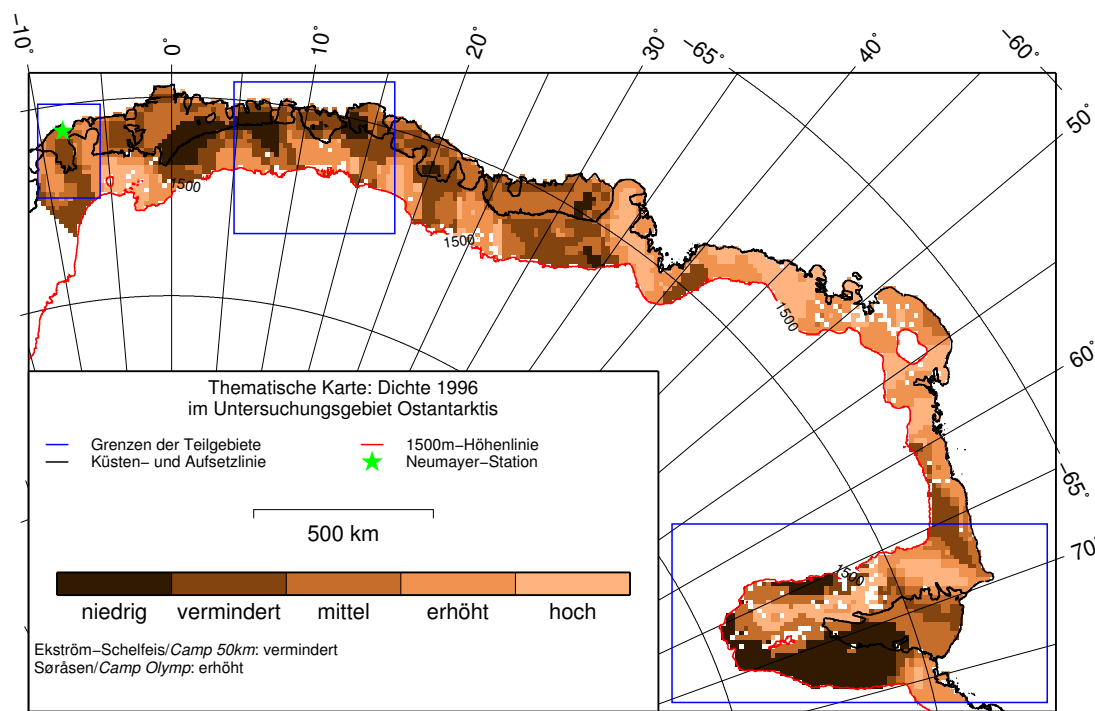 −10˚
0˚
10˚
20˚
30˚
−65˚
40˚
−60˚
50˚
60˚
−65˚
70˚
1500
1500
1500
1500
Thematische Karte: Dichte 1996
im Untersuchungsgebiet Ostantarktis
Grenzen der Teilgebiete
1500m−Höhenlinie
Küsten− und Aufsetzlinie
Neumayer−Station
500 km
niedrig vermindert mittel erhöht hoch
Ekström−Schelfeis/Camp 50km: vermindert
Søråsen/Camp Olymp: erhöht